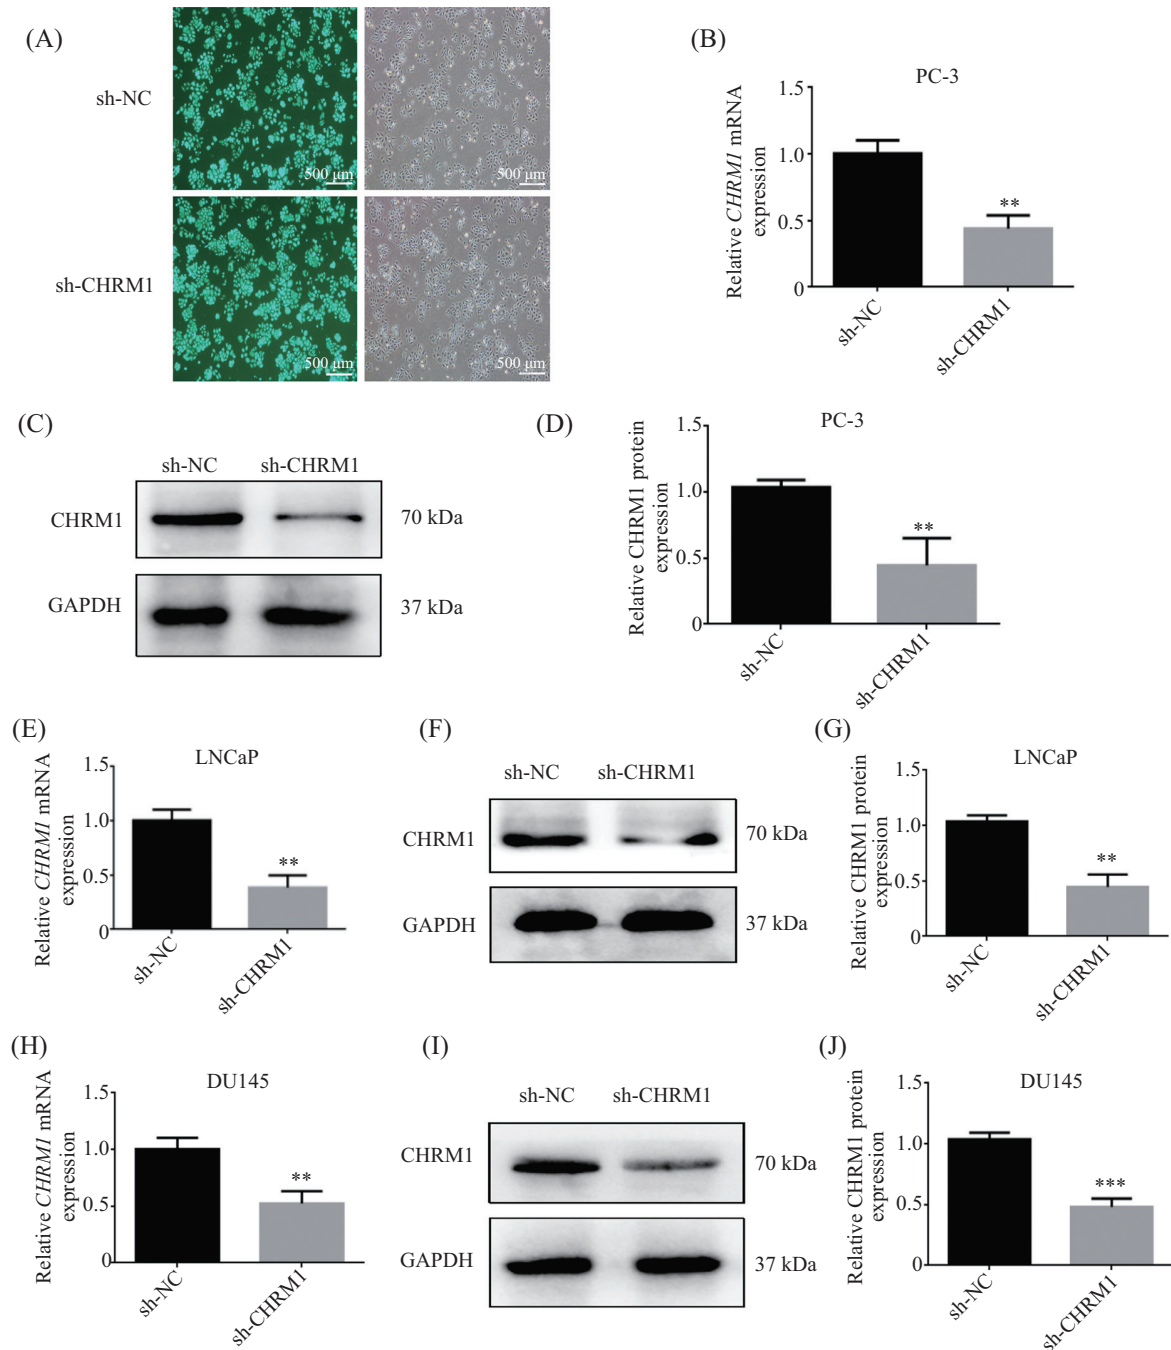 (A)
sh-NC
500 µm
500 µm
sh-CHRM1
500 µm
500 µm
(B)
PC-3
Relative CHRM1 mRNA
expression
1.5
1.0
0.5
0
**
sh-NC
sh-CHRM1
(C)
sh-NC sh-CHRM1
CHRM1 70 kDa
GAPDH 37 kDa
(D)
PC-3
Relative CHRM1 protein
expression
1.5
1.0
0.5
0
**
sh-NC
sh-CHRM1
(E)
LNCaP
Relative CHRM1 mRNA
expression
1.5
1.0
0.5
0
**
sh-NC
sh-CHRM1
(F)
sh-NC sh-CHRM1
CHRM1 70 kDa
GAPDH 37 kDa
(G)
LNCaP
Relative CHRM1 protein
expression
1.5
1.0
0.5
0
**
sh-NC
sh-CHRM1
(H)
DU145
Relative CHRM1 mRNA
expression
1.5
1.0
0.5
0
**
sh-NC
sh-CHRM1
(I)
sh-NC sh-CHRM1
CHRM1 70 kDa
GAPDH 37 kDa
(J)
DU145
Relative CHRM1 protein
expression
1.5
1.0
0.5
0
***
sh-NC
sh-CHRM1